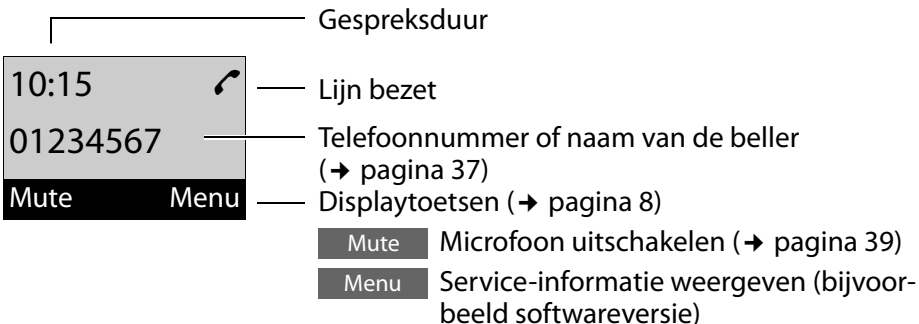 Gespreksduur
10:15
Lijn bezet
01234567
Telefoonnummer of naam van de beller
(➔ pagina 37)
Mute Menu
Displaytoetsen (➔ pagina 8)
Mute Microfoon uitschakelen (➔ pagina 39)
Menu Service-informatie weergeven (bijvoor-
beeld softwareversie)